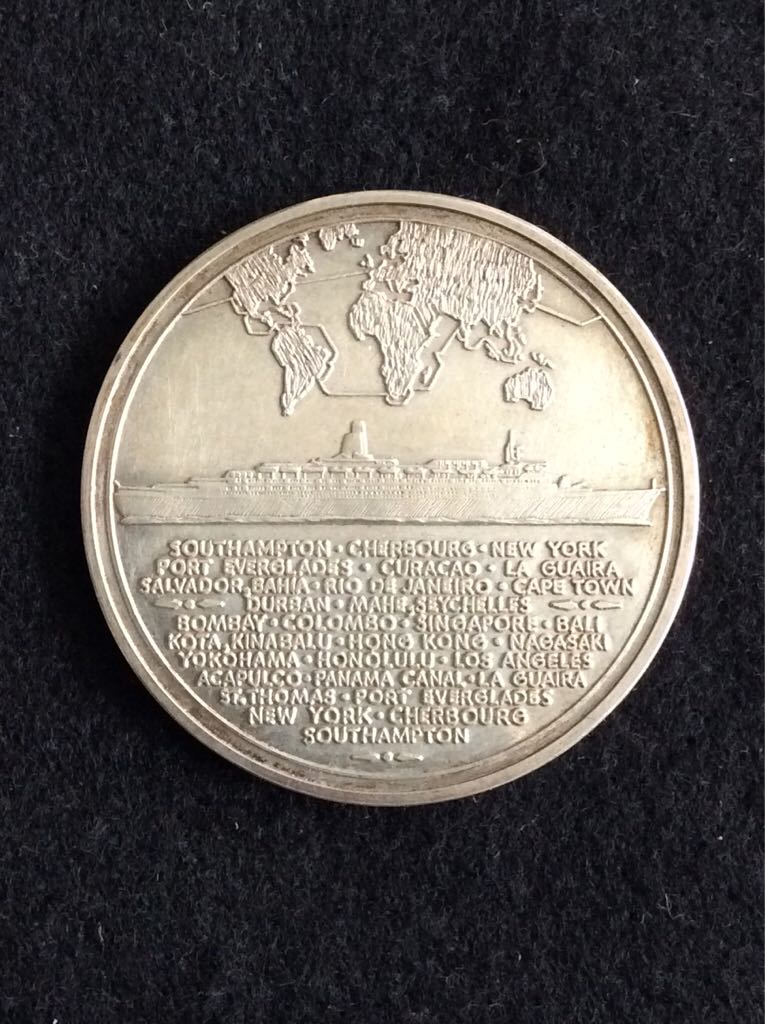 SOUTHAMPTON · CHERBOURG · NEW YORK
PORT EVERGLADES · CURAÇAO · LA GUAIRA
SALVADOR, BAHIA · RIO DE JANEIRO · CAPE TOWN
DURBAN · MAHE, SEYCHELLES
BOMBAY · COLOMBO · SINGAPORE · BALI
KOTA, KINABALU · HONG KONG · NAGASAKI
YOKOHAMA · HONOLULU · LOS ANGELES
ACAPULCO · PANAMA CANAL · LA GUAIRA
ST. THOMAS · PORT EVERGLADES
NEW YORK · CHERBOURG
SOUTHAMPTON